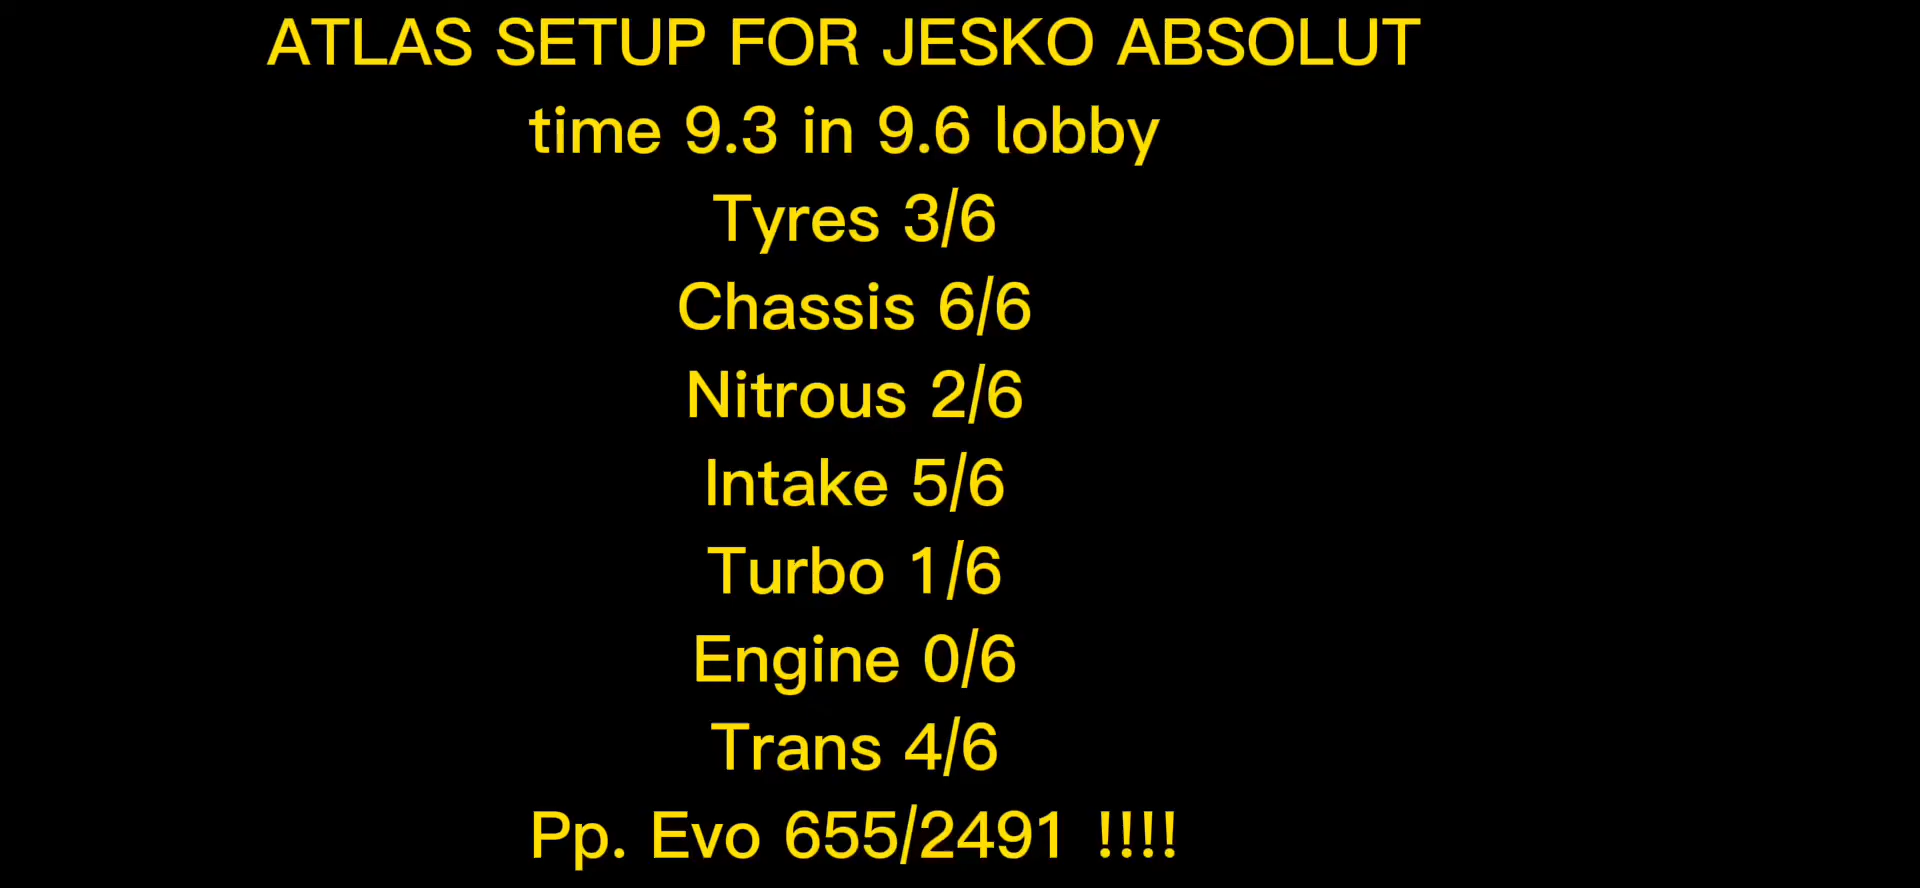 ATLAS SETUP FOR JESKO ABSOLUT
time 9.3 in 9.6 lobby
Tyres 3/6
Chassis 6/6
Nitrous 2/6
Intake 5/6
Turbo 1/6
Engine 0/6
Trans 4/6
Pp. Evo 655/2491 !!!!